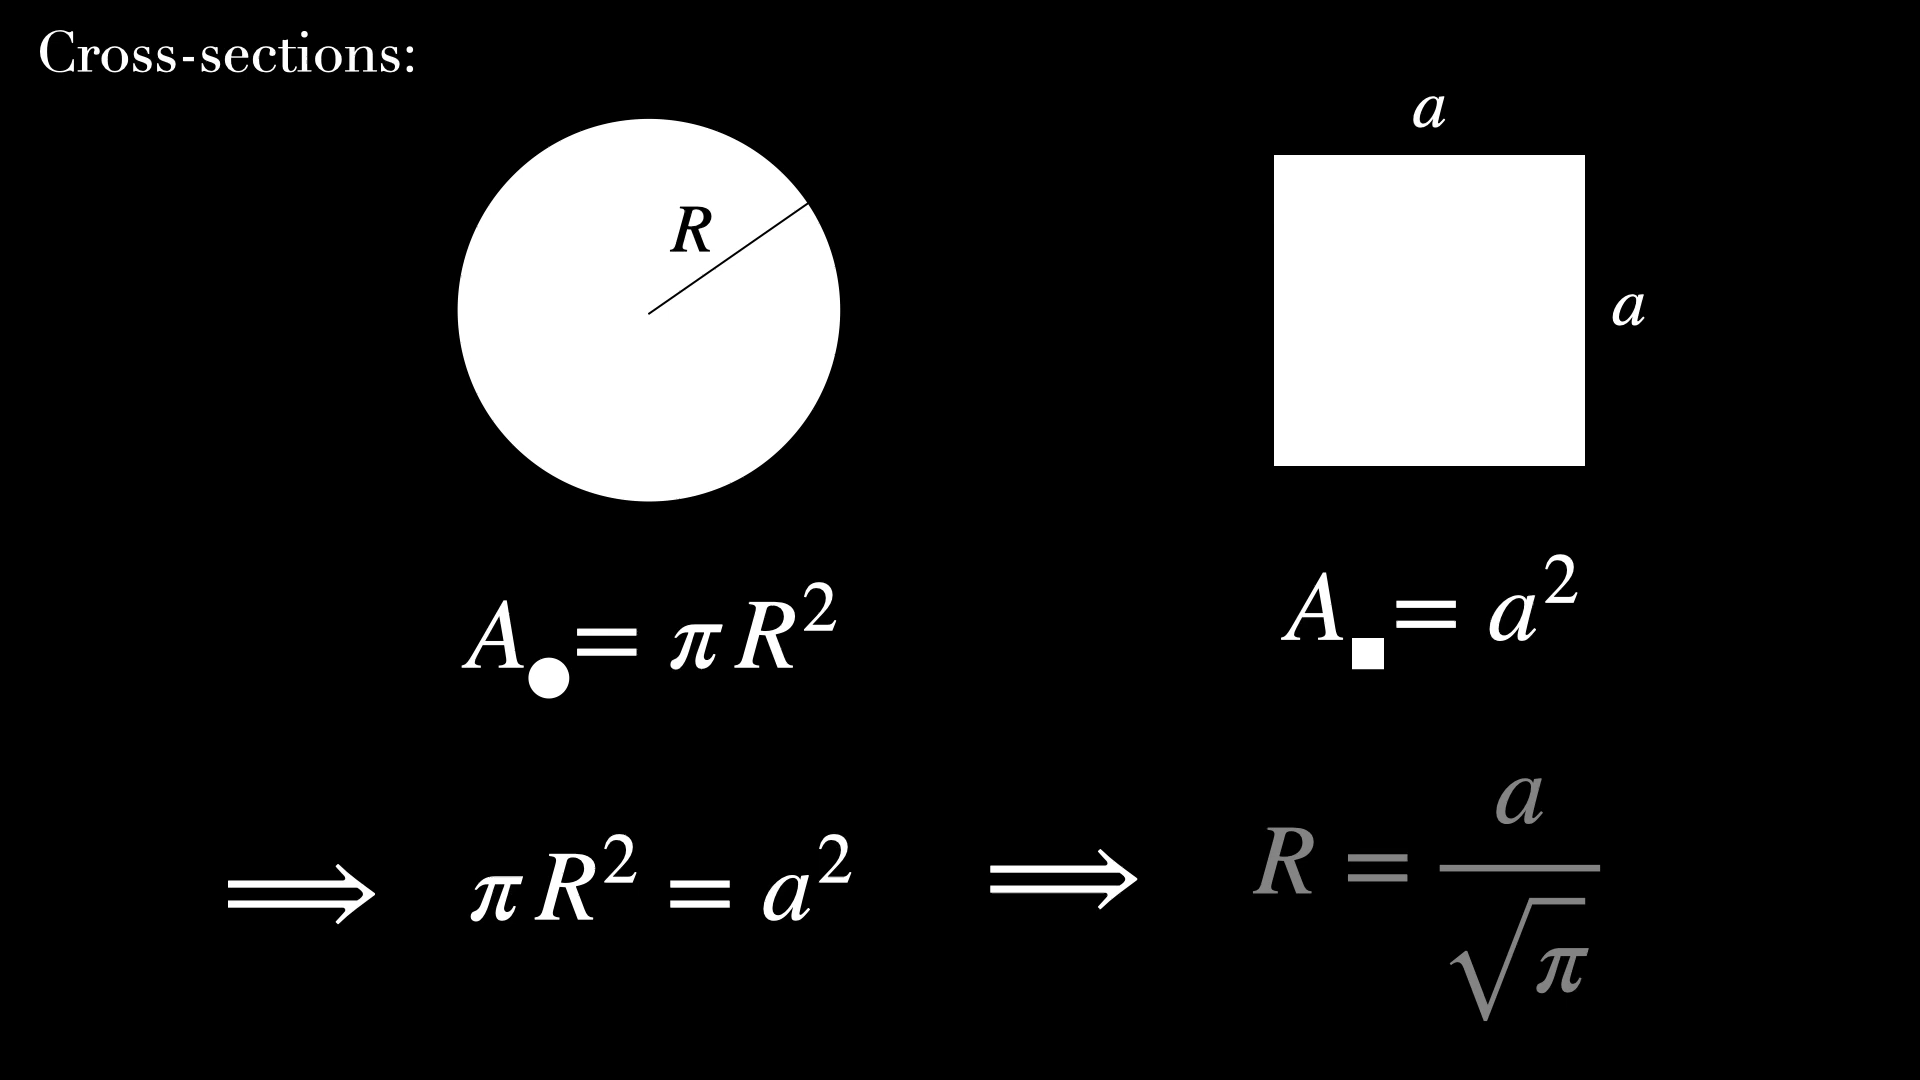 Cross-sections:
a
R
a
A● = πR²
A■ = a²
⟹ πR² = a² ⟹ R = a/√π